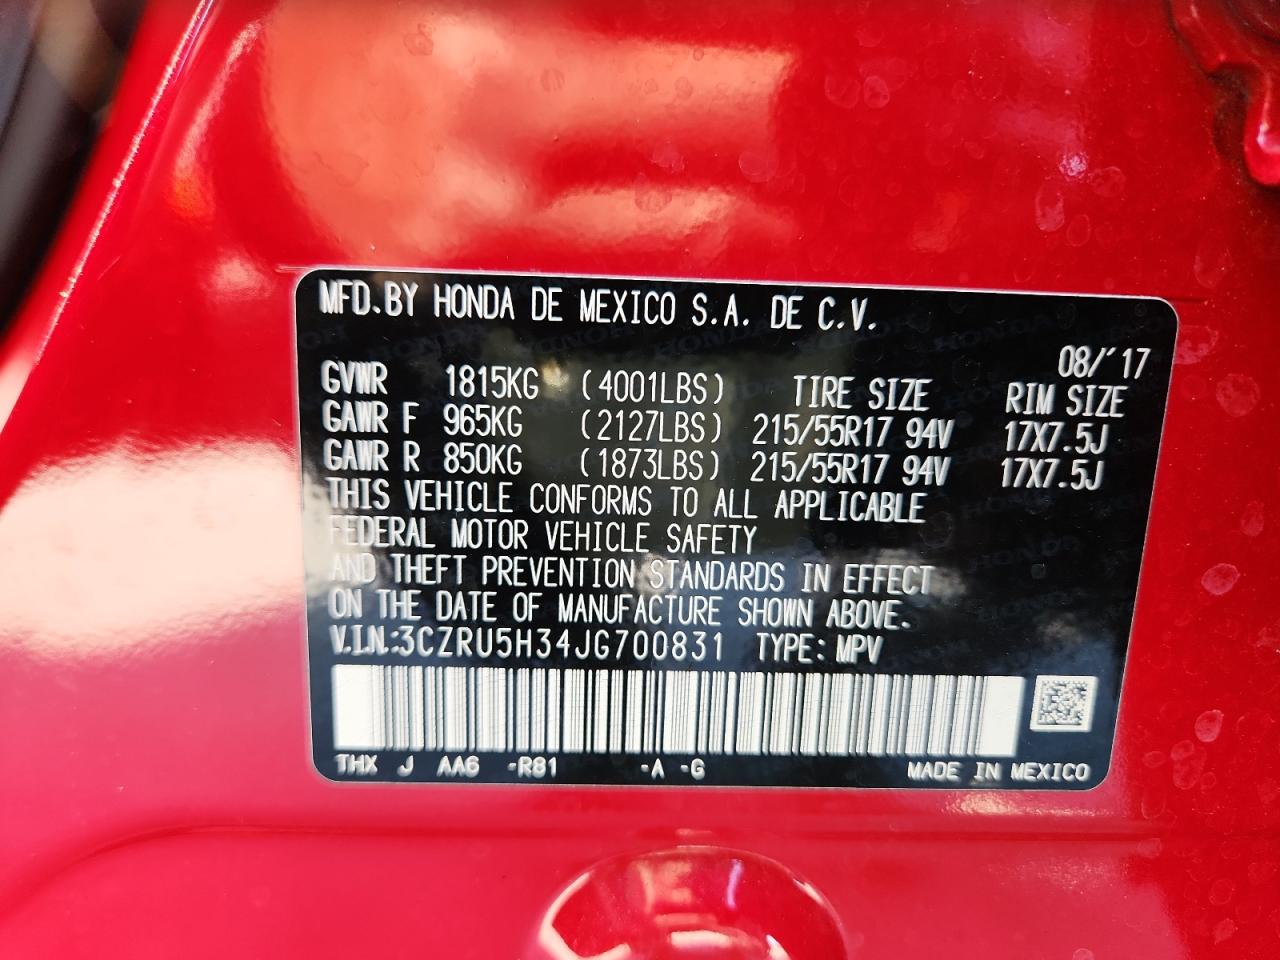 MFD.BY HONDA DE MEXICO S.A. DE C.V.
08/'17
GVWR 1815KG (4001LBS) TIRE SIZE RIM SIZE
GAWR F 965KG (2127LBS) 215/55R17 94V 17X7.5J
GAWR R 850KG (1873LBS) 215/55R17 94V 17X7.5J
THIS VEHICLE CONFORMS TO ALL APPLICABLE
FEDERAL MOTOR VEHICLE SAFETY
AND THEFT PREVENTION STANDARDS IN EFFECT
ON THE DATE OF MANUFACTURE SHOWN ABOVE.
V.I.N.:3CZRU5H34JG700831 TYPE: MPV
THX J AA6 -R81 -A -G MADE IN MEXICO